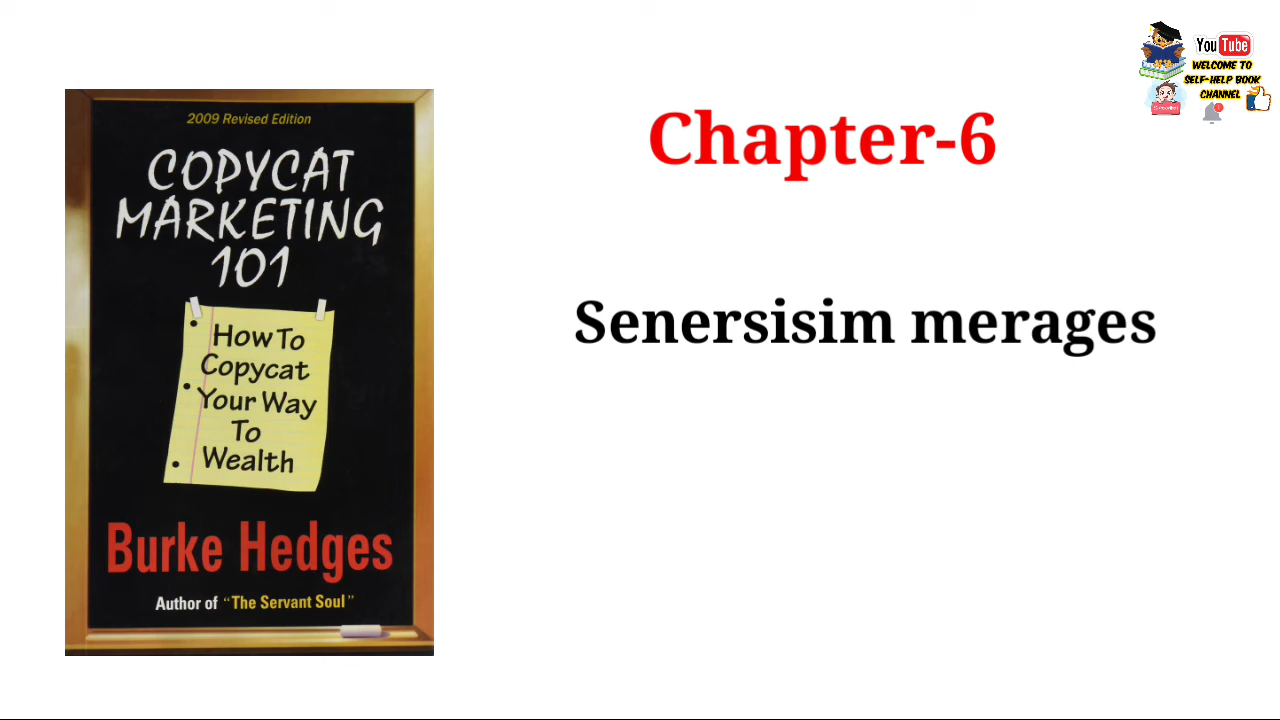 2009 Revised Edition
COPYCAT
MARKETING
101
How To
Copycat
Your Way
To
Wealth
Burke Hedges
Author of "The Servant Soul"
Chapter-6
Senersisim merages
YouTube
WELCOME TO
SELF-HELP BOOK
CHANNEL